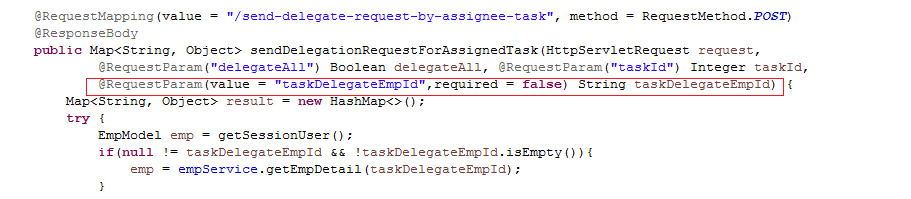 @RequestMapping(value = "/send-delegate-request-by-assignee-task", method = RequestMethod.POST)
@ResponseBody
public Map<String, Object> sendDelegationRequestForAssignedTask(HttpServletRequest request,
@RequestParam("delegateAll") Boolean delegateAll, @RequestParam("taskId") Integer taskId,
@RequestParam(value = "taskDelegateEmpId",required = false) String taskDelegateEmpId) {
Map<String, Object> result = new HashMap<>();
try {
EmpModel emp = getSessionUser();
if(null != taskDelegateEmpId && !taskDelegateEmpId.isEmpty()){
emp = empService.getEmpDetail(taskDelegateEmpId);
}